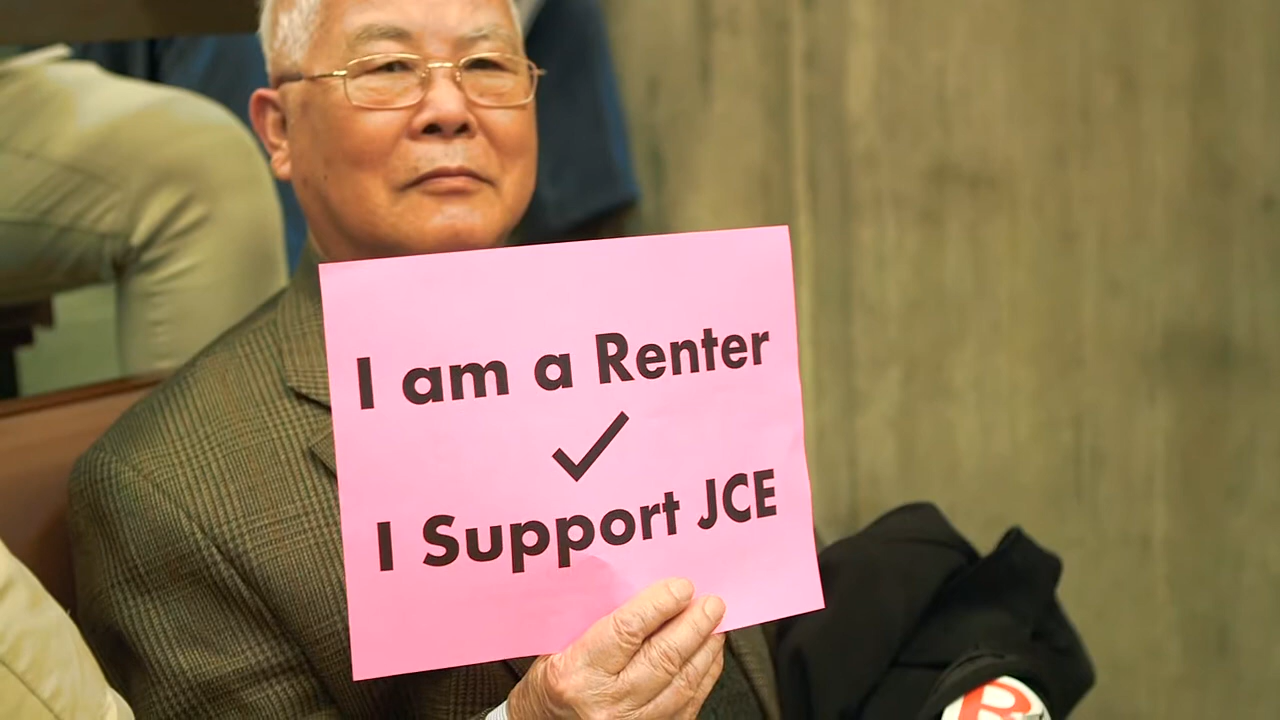 I am a Renter
✓
I Support JCE